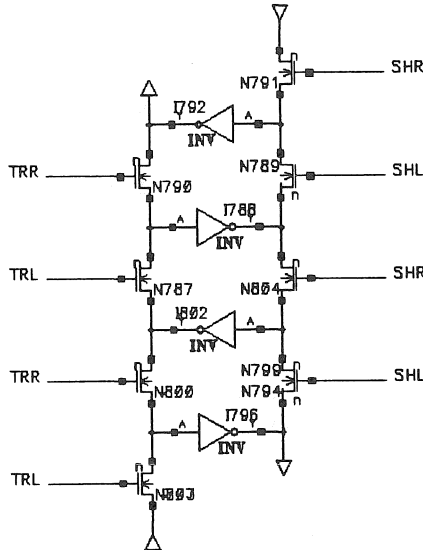 n
SHR
N791
I792
Y
A
INV
TRR
n
N790
N789
SHL
n
A
I788
Y
INV
TRL
n
N787
n
SHR
N804
I802
Y
A
INV
TRR
n
N800
N799
SHL
N794
n
A
I796
Y
INV
TRL
n